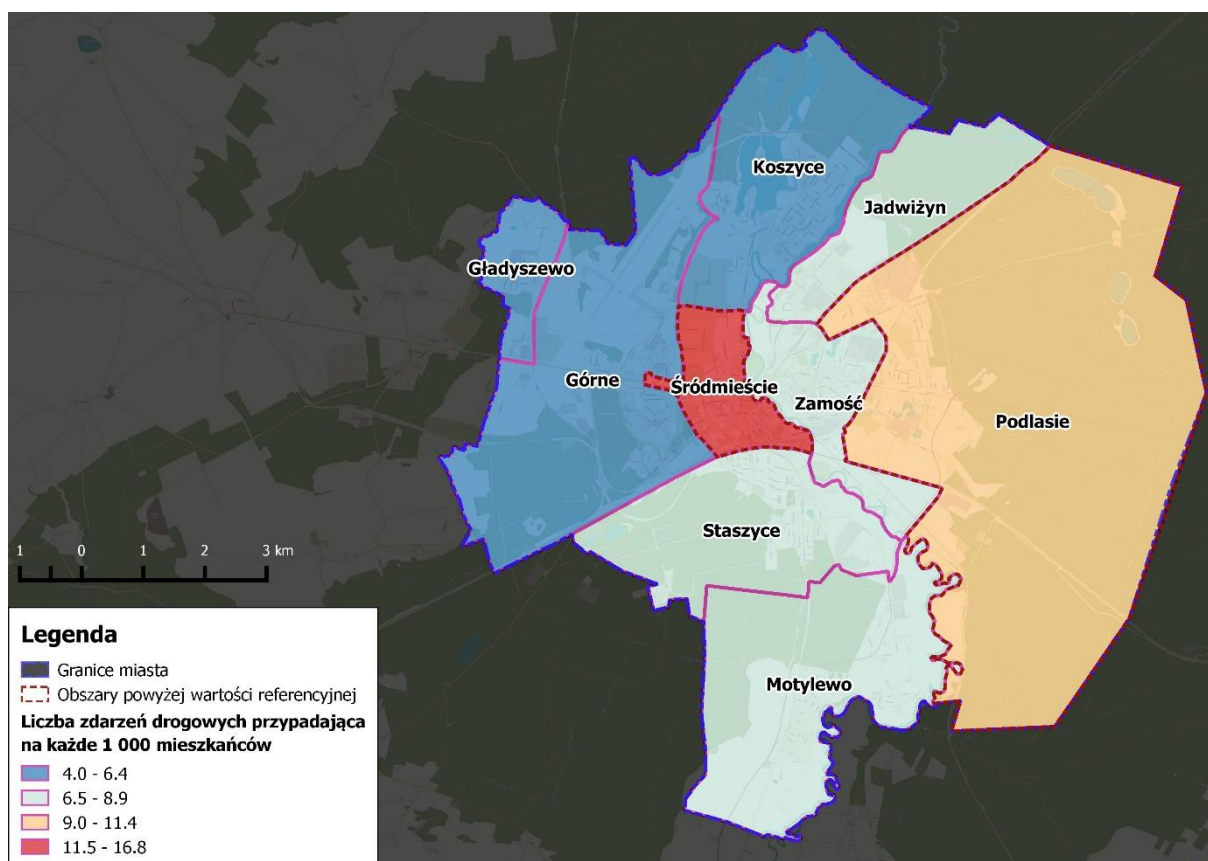 Koszyce
Jadwiżyn
Gładyszewo
Górne
Śródmieście
Zamość
Podlasie
Staszyce
Motylewo
1 0 1 2 3 km
Legenda
Granice miasta
Obszary powyżej wartości referencyjnej
Liczba zdarzeń drogowych przypadająca
na każde 1 000 mieszkańców
4.0 - 6.4
6.5 - 8.9
9.0 - 11.4
11.5 - 16.8